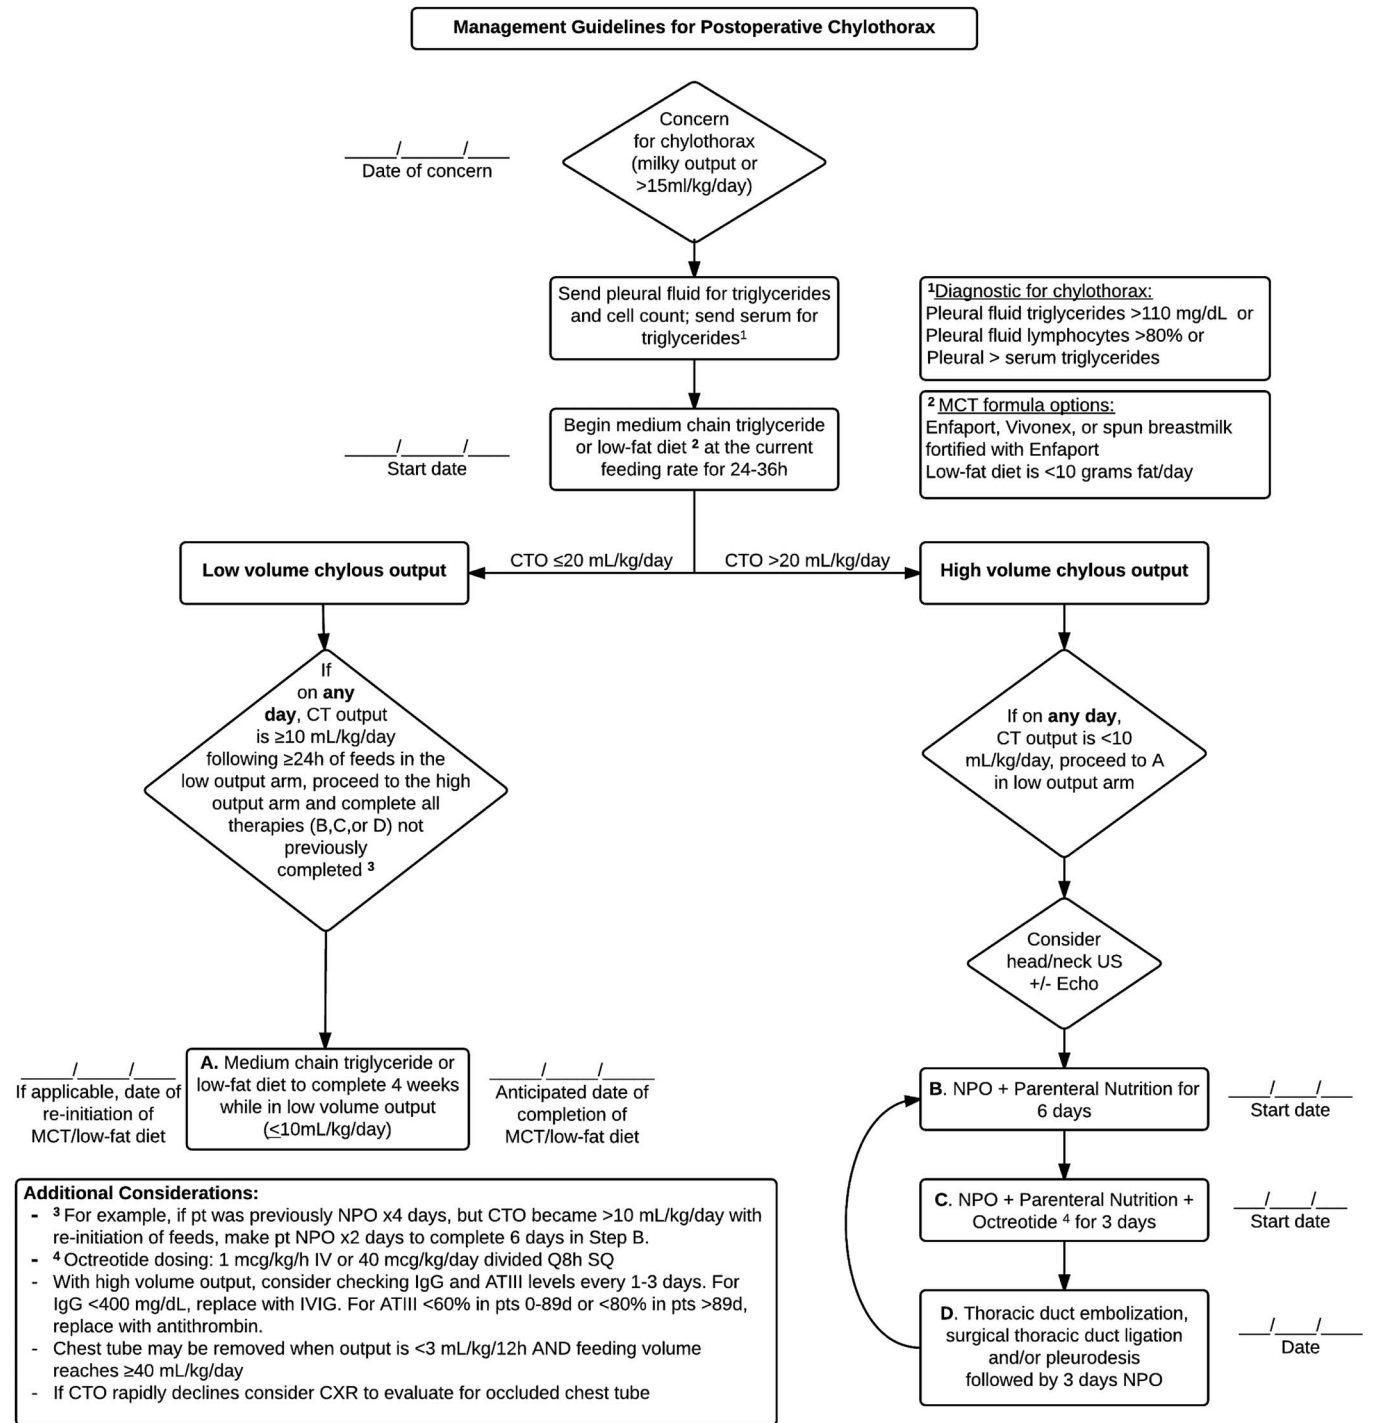 Management Guidelines for Postoperative Chylothorax
Concern
for chylothorax
(milky output or
>15ml/kg/day)
_____/_____/____
Date of concern
Send pleural fluid for triglycerides
and cell count; send serum for
triglycerides¹
¹Diagnostic for chylothorax:
Pleural fluid triglycerides >110 mg/dL or
Pleural fluid lymphocytes >80% or
Pleural > serum triglycerides
Begin medium chain triglyceride
or low-fat diet ² at the current
feeding rate for 24-36h
_____/_____/____
Start date
² MCT formula options:
Enfaport, Vivonex, or spun breastmilk
fortified with Enfaport
Low-fat diet is <10 grams fat/day
CTO ≤20 mL/kg/day
CTO >20 mL/kg/day
Low volume chylous output
High volume chylous output
If
on any
day, CT output
is ≥10 mL/kg/day
following ≥24h of feeds in the
low output arm, proceed to the high
output arm and complete all
therapies (B,C,or D) not
previously
completed ³
If on any day,
CT output is <10
mL/kg/day, proceed to A
in low output arm
Consider
head/neck US
+/- Echo
_____/_____/____
If applicable, date of
re-initiation of
MCT/low-fat diet
A. Medium chain triglyceride or
low-fat diet to complete 4 weeks
while in low volume output
(≤10mL/kg/day)
_____/_____/____
Anticipated date of
completion of
MCT/low-fat diet
B. NPO + Parenteral Nutrition for
6 days
____/____/___
Start date
C. NPO + Parenteral Nutrition +
Octreotide ⁴ for 3 days
___/____/___
Start date
D. Thoracic duct embolization,
surgical thoracic duct ligation
and/or pleurodesis
followed by 3 days NPO
___/____/____
Date
Additional Considerations:
- ³ For example, if pt was previously NPO x4 days, but CTO became >10 mL/kg/day with
re-initiation of feeds, make pt NPO x2 days to complete 6 days in Step B.
- ⁴ Octreotide dosing: 1 mcg/kg/h IV or 40 mcg/kg/day divided Q8h SQ
- With high volume output, consider checking IgG and ATIII levels every 1-3 days. For
IgG <400 mg/dL, replace with IVIG. For ATIII <60% in pts 0-89d or <80% in pts >89d,
replace with antithrombin.
- Chest tube may be removed when output is <3 mL/kg/12h AND feeding volume
reaches ≥40 mL/kg/day
- If CTO rapidly declines consider CXR to evaluate for occluded chest tube